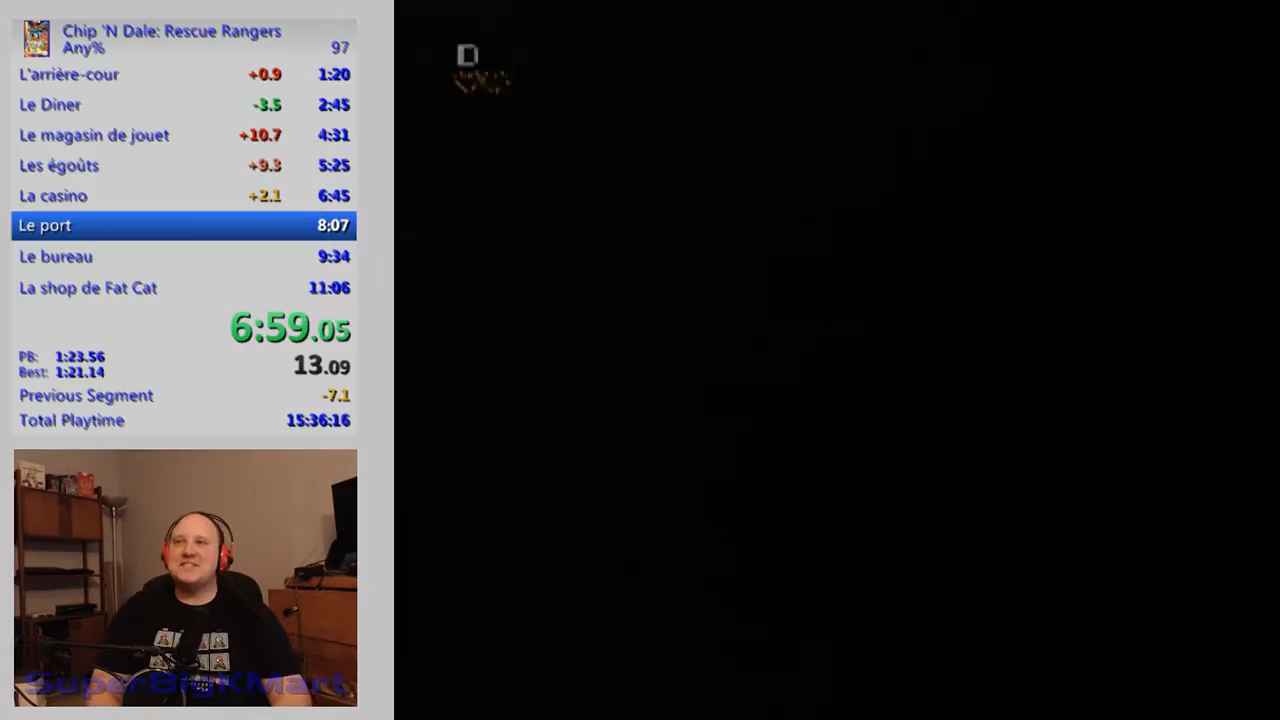 Chip 'N Dale: Rescue Rangers
Any% 97
L'arrière-cour +0.9 1:20
Le Diner -3.5 2:45
Le magasin de jouet +10.7 4:31
Les égoûts +9.3 5:25
La casino +2.1 6:45
Le port 8:07
Le bureau 9:34
La shop de Fat Cat 11:06
6:59.05
PB: 1:23.56
Best: 1:21.14
13.09
Previous Segment -7.1
Total Playtime 15:36:16
SuperBigKMart
D